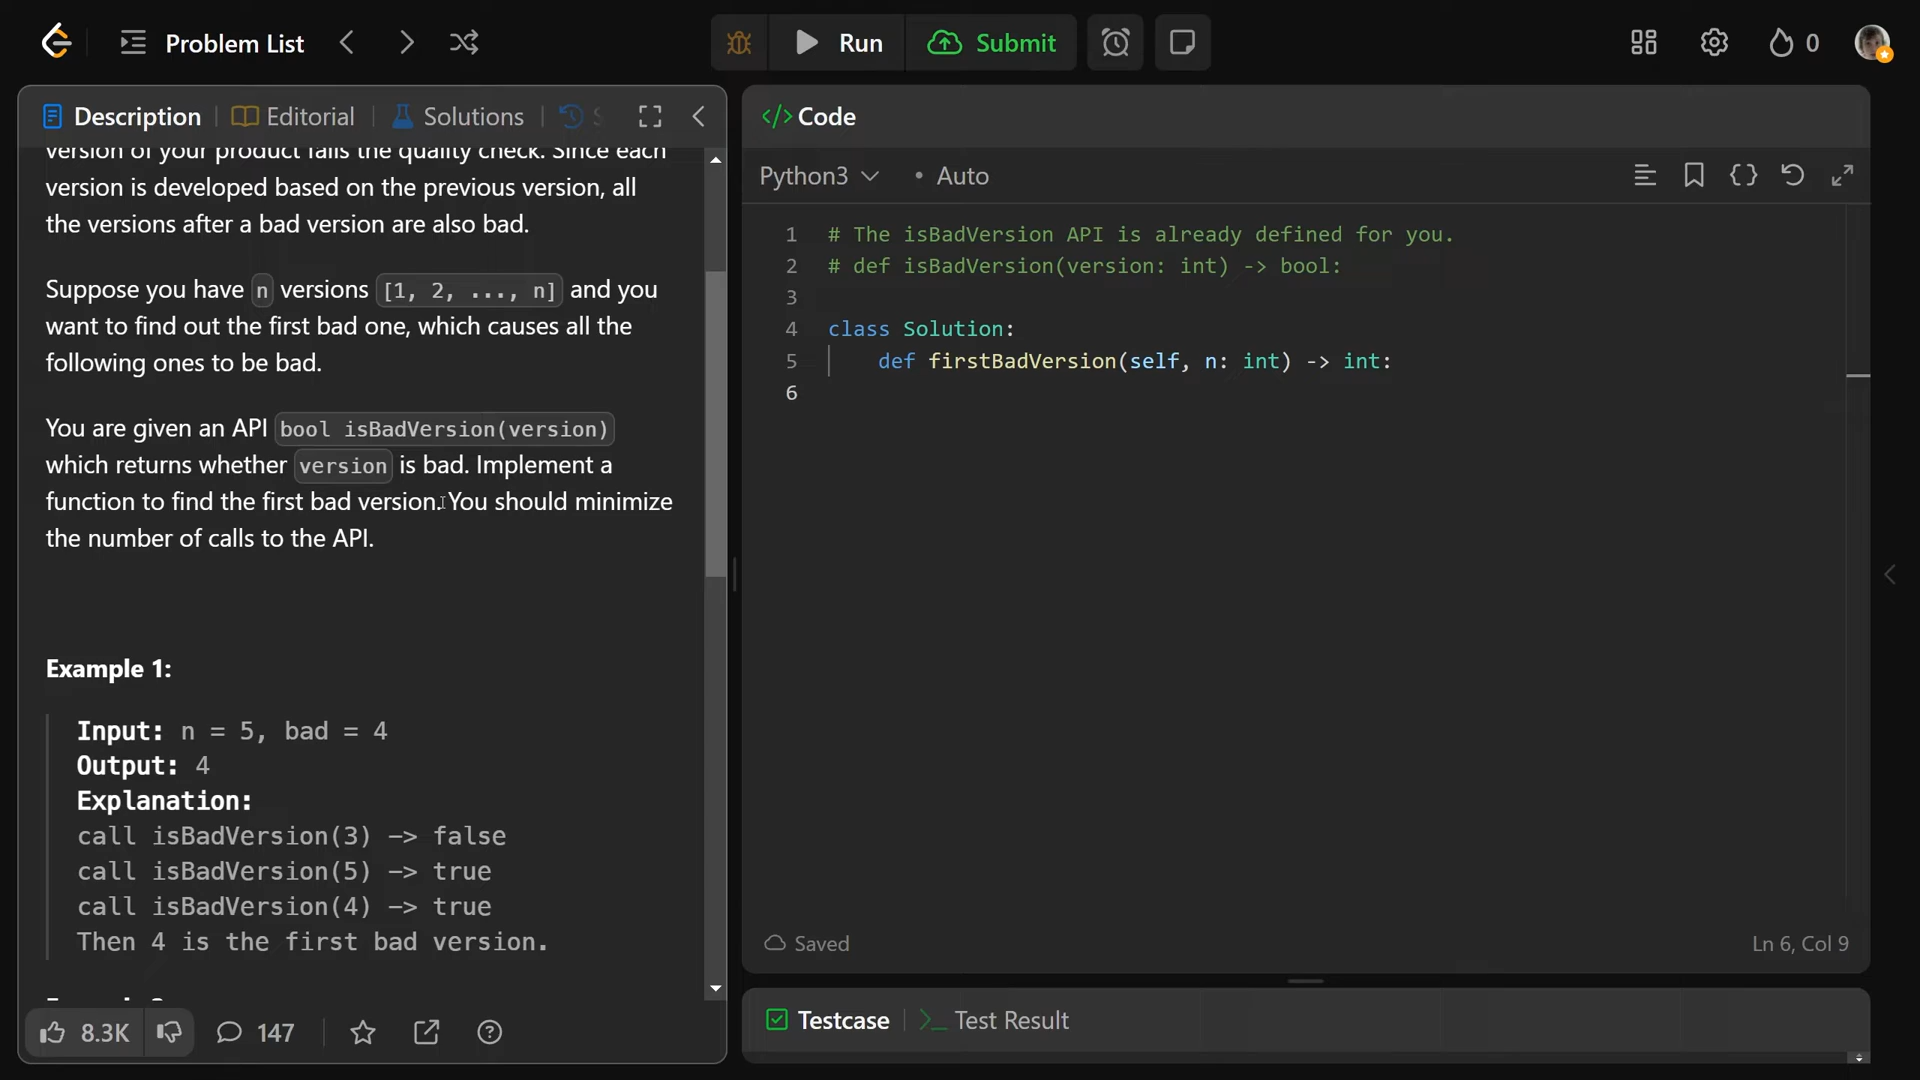 Problem List
Run
Submit
0
Description
Editorial
Solutions
S
version of your product fails the quality check. Since each
version is developed based on the previous version, all
the versions after a bad version are also bad.
Suppose you have n versions [1, 2, ..., n] and you
want to find out the first bad one, which causes all the
following ones to be bad.
You are given an API bool isBadVersion(version)
which returns whether version is bad. Implement a
function to find the first bad version. You should minimize
the number of calls to the API.
Example 1:
Input: n = 5, bad = 4
Output: 4
Explanation:
call isBadVersion(3) -> false
call isBadVersion(5) -> true
call isBadVersion(4) -> true
Then 4 is the first bad version.
8.3K
147
</> Code
Python3
• Auto
1 # The isBadVersion API is already defined for you.
2 # def isBadVersion(version: int) -> bool:
3
4 class Solution:
5 def firstBadVersion(self, n: int) -> int:
6
Saved
Ln 6, Col 9
Testcase
>_ Test Result